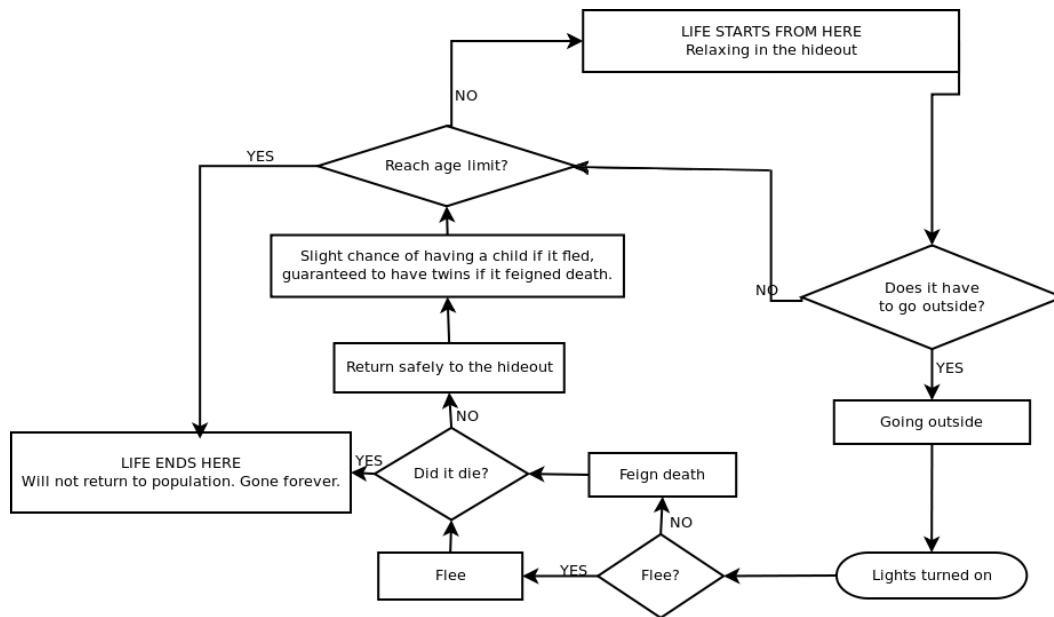 LIFE STARTS FROM HERE
Relaxing in the hideout
NO
YES
Reach age limit?
Slight chance of having a child if it fled,
guaranteed to have twins if it feigned death.
Does it have
to go outside?
NO
Return safely to the hideout
YES
Going outside
NO
LIFE ENDS HERE
Will not return to population. Gone forever.
YES
Did it die?
Feign death
NO
Flee
YES
Flee?
Lights turned on